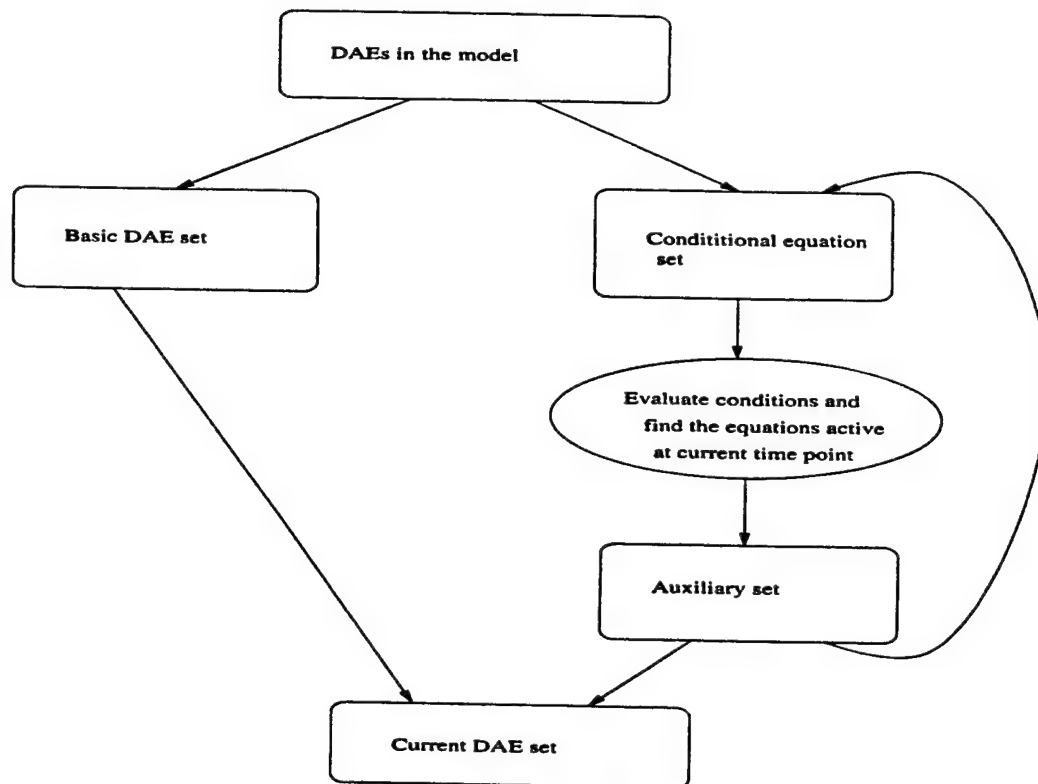 DAEs in the model
Basic DAE set
Condititional equation
set
Evaluate conditions and
find the equations active
at current time point
Auxiliary set
Current DAE set